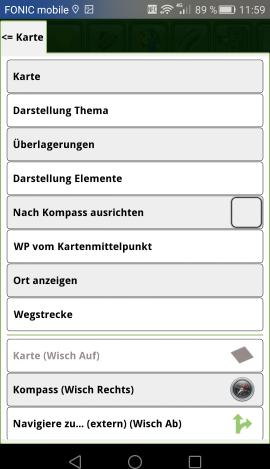 FONIC mobile 89 % 11:59
<= Karte
Karte
Darstellung Thema
Überlagerungen
Darstellung Elemente
Nach Kompass ausrichten
WP vom Kartenmittelpunkt
Ort anzeigen
Wegstrecke
Karte (Wisch Auf)
Kompass (Wisch Rechts)
Navigiere zu... (extern) (Wisch Ab)